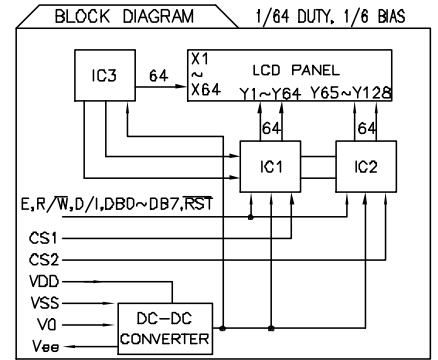 BLOCK DIAGRAM 1/64 DUTY, 1/6 BIAS
IC3
64
X1
~
X64
LCD PANEL
Y1~Y64 Y65~Y128
64
64
IC1
IC2
E,R/W̅,D/I,DB0~DB7,R̅S̅T̅
CS1
CS2
VDD
VSS
V0
Vee
DC-DC
CONVERTER